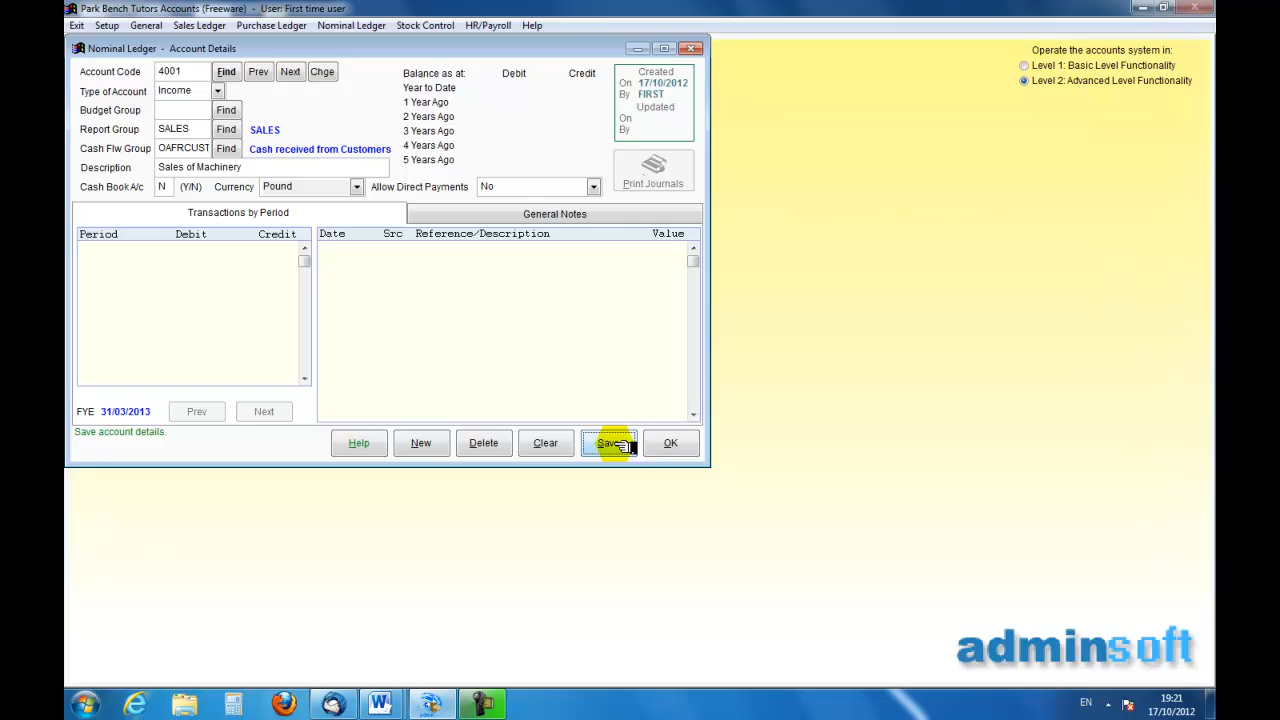 Park Bench Tutors Accounts (Freeware) - User: First time user
Exit Setup General Sales Ledger Purchase Ledger Nominal Ledger Stock Control HR/Payroll Help
Nominal Ledger - Account Details
Operate the accounts system in:
Level 1: Basic Level Functionality
Level 2: Advanced Level Functionality
Account Code 4001 Find Prev Next Chge
Type of Account Income
Budget Group Find
Report Group SALES Find SALES
Cash Flw Group OAFRCUST Find Cash received from Customers
Description Sales of Machinery
Cash Book A/c N (Y/N) Currency Pound Allow Direct Payments No
Balance as at: Debit Credit
Year to Date
1 Year Ago
2 Years Ago
3 Years Ago
4 Years Ago
5 Years Ago
Created
On 17/10/2012
By FIRST
Updated
On
By
Print Journals
Transactions by Period General Notes
Period Debit Credit Date Src Reference/Description Value
FYE 31/03/2013 Prev Next
Save account details.
Help New Delete Clear Save OK
adminsoft
EN 19:21
17/10/2012